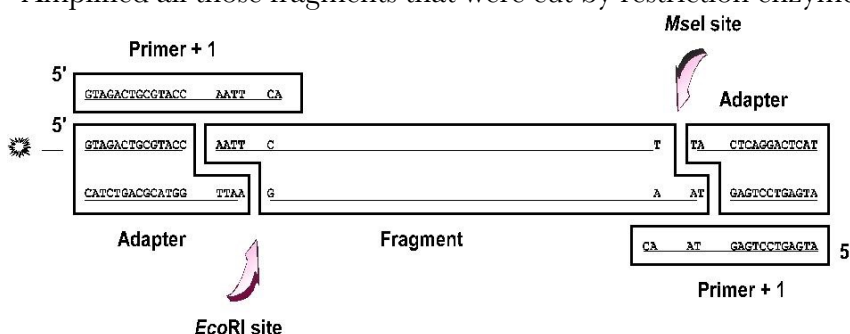 Amplified all those fragments that were cut by restriction enzyme
MseI site
Primer + 1
5'
GTAGACTGCGTACC AATT CA
Adapter
5'
GTAGACTGCGTACC AATT C T TA CTCAGGACTCAT
CATCTGACGCATGG TTAA G A AT GAGTCCTGAGTA
Adapter Fragment
CA AT GAGTCCTGAGTA 5
Primer + 1
EcoRI site